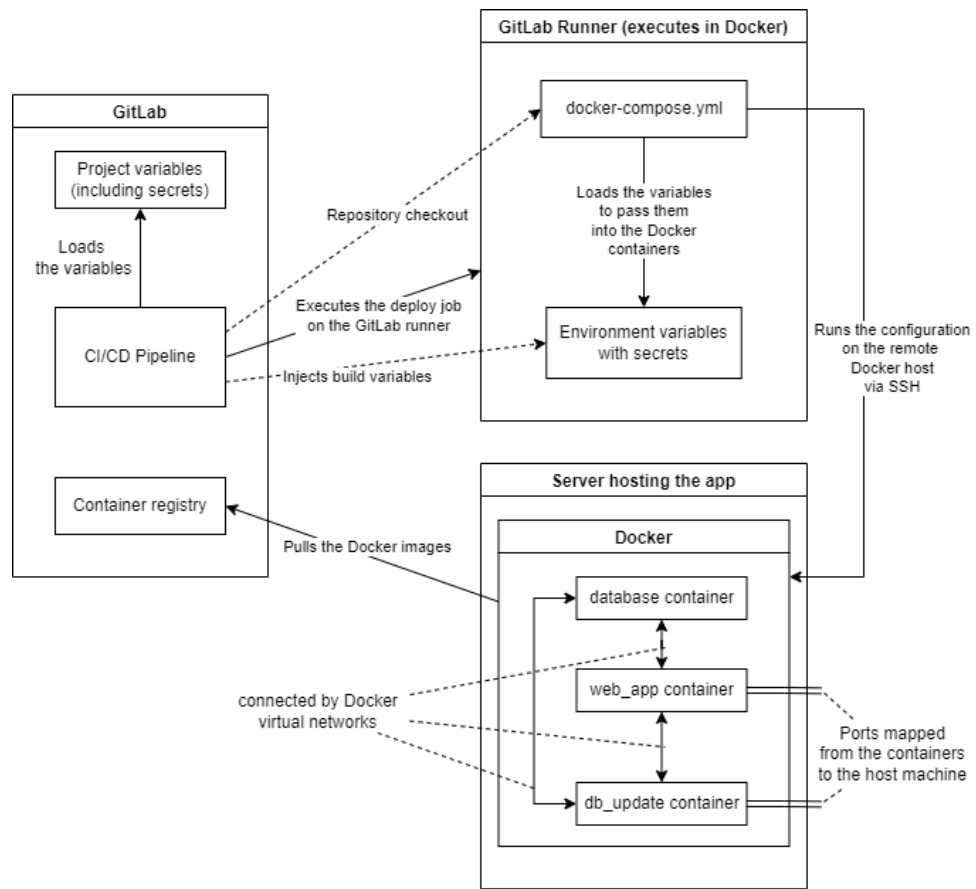 GitLab Runner (executes in Docker)
docker-compose.yml
GitLab
Project variables
(including secrets)
Repository checkout
Loads the variables
to pass them
into the Docker
containers
Loads
the variables
Executes the deploy job
on the GitLab runner
CI/CD Pipeline
Injects build variables
Environment variables
with secrets
Runs the configuration
on the remote
Docker host
via SSH
Container registry
Pulls the Docker images
Server hosting the app
Docker
database container
web_app container
db_update container
connected by Docker
virtual networks
Ports mapped
from the containers
to the host machine